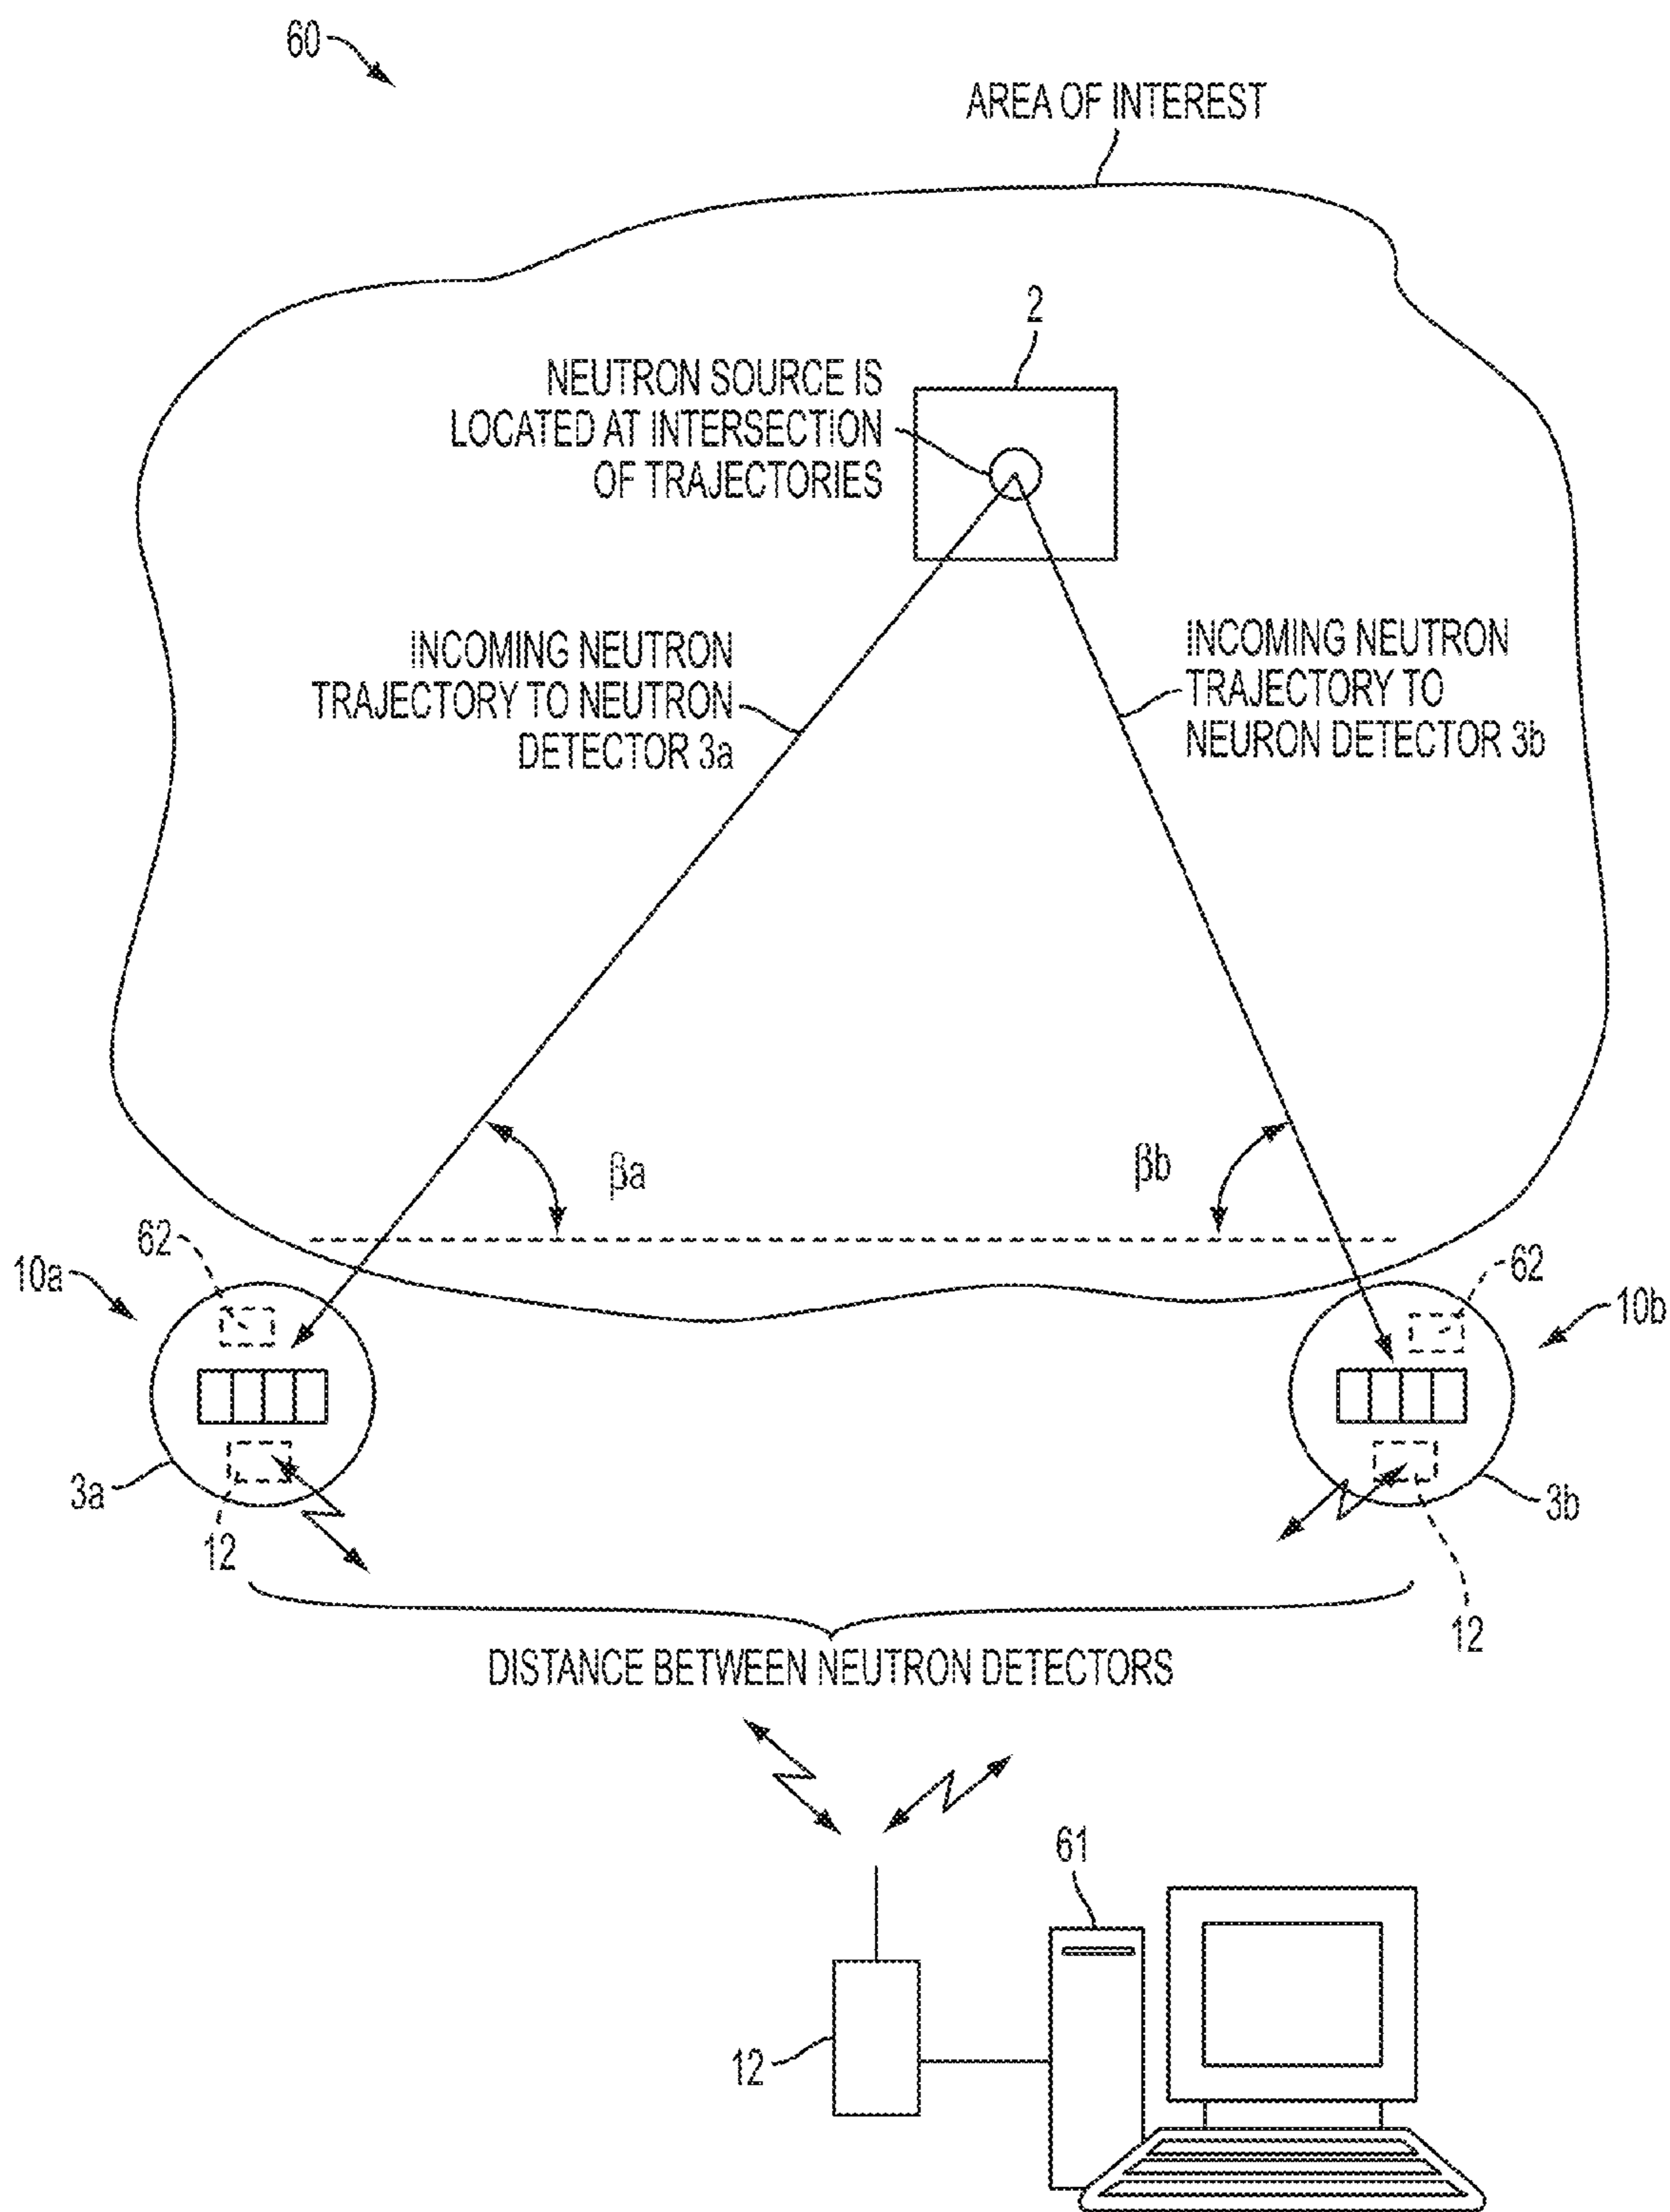 60
AREA OF INTEREST
2
NEUTRON SOURCE IS
LOCATED AT INTERSECTION
OF TRAJECTORIES
INCOMING NEUTRON
TRAJECTORY TO NEUTRON
DETECTOR 3a
INCOMING NEUTRON
TRAJECTORY TO
NEURON DETECTOR 3b
βa
βb
62
10a
62
10b
3a
12
3b
12
DISTANCE BETWEEN NEUTRON DETECTORS
61
12